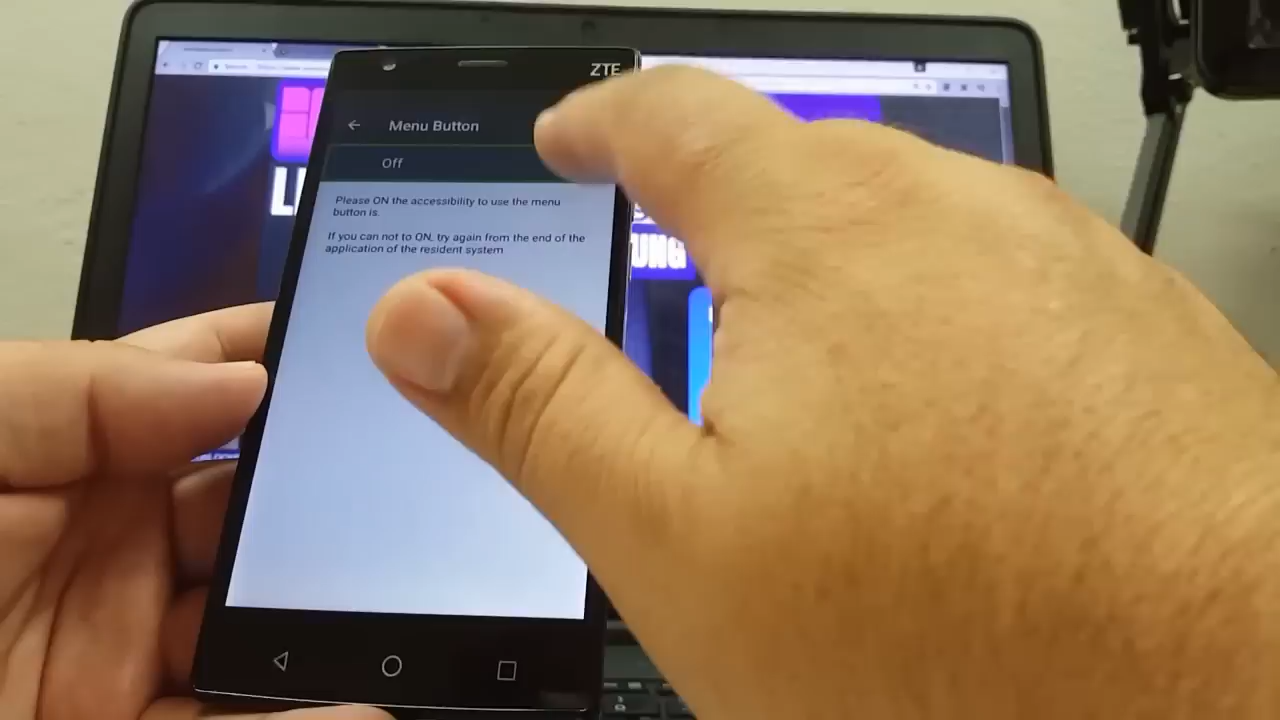 ZTE
Menu Button
Off
Please ON the accessibility to use the menu
button is.
If you can not to ON, try again from the end of the
application of the resident system
UNG